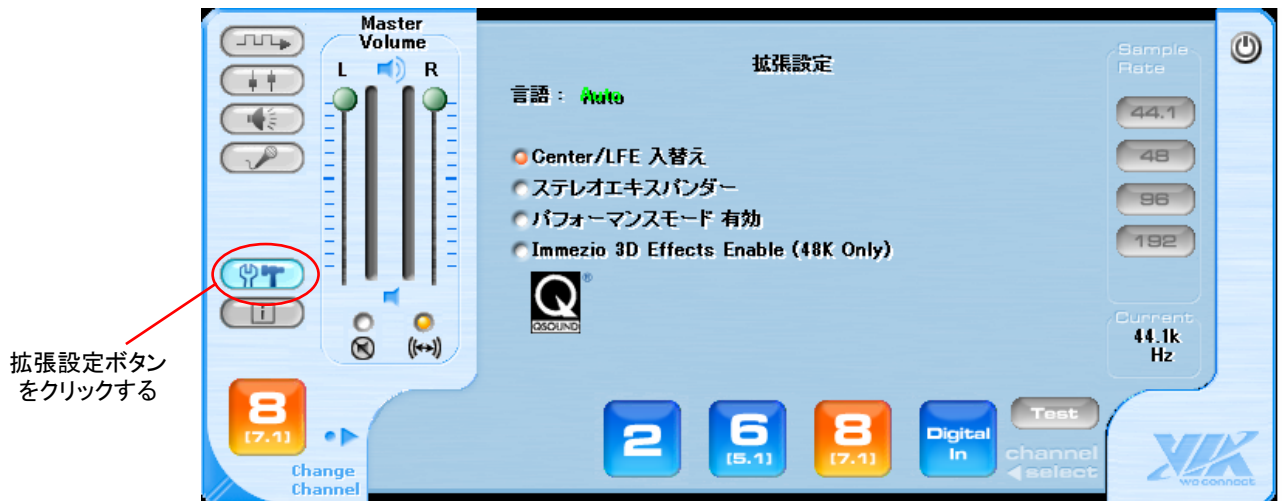 Master
Volume
L R
拡張設定
言語： Auto
Center/LFE 入替え
ステレオエキスパンダー
パフォーマンスモード 有効
Immezio 3D Effects Enable (48K Only)
QSOUND
®
Sample
Rate
44.1
48
96
192
Current
44.1k
Hz
拡張設定ボタン
をクリックする
i
8
[7.1]
Change
Channel
2
6
[5.1]
8
[7.1]
Digital
In
Test
channel
select
VIA
we connect